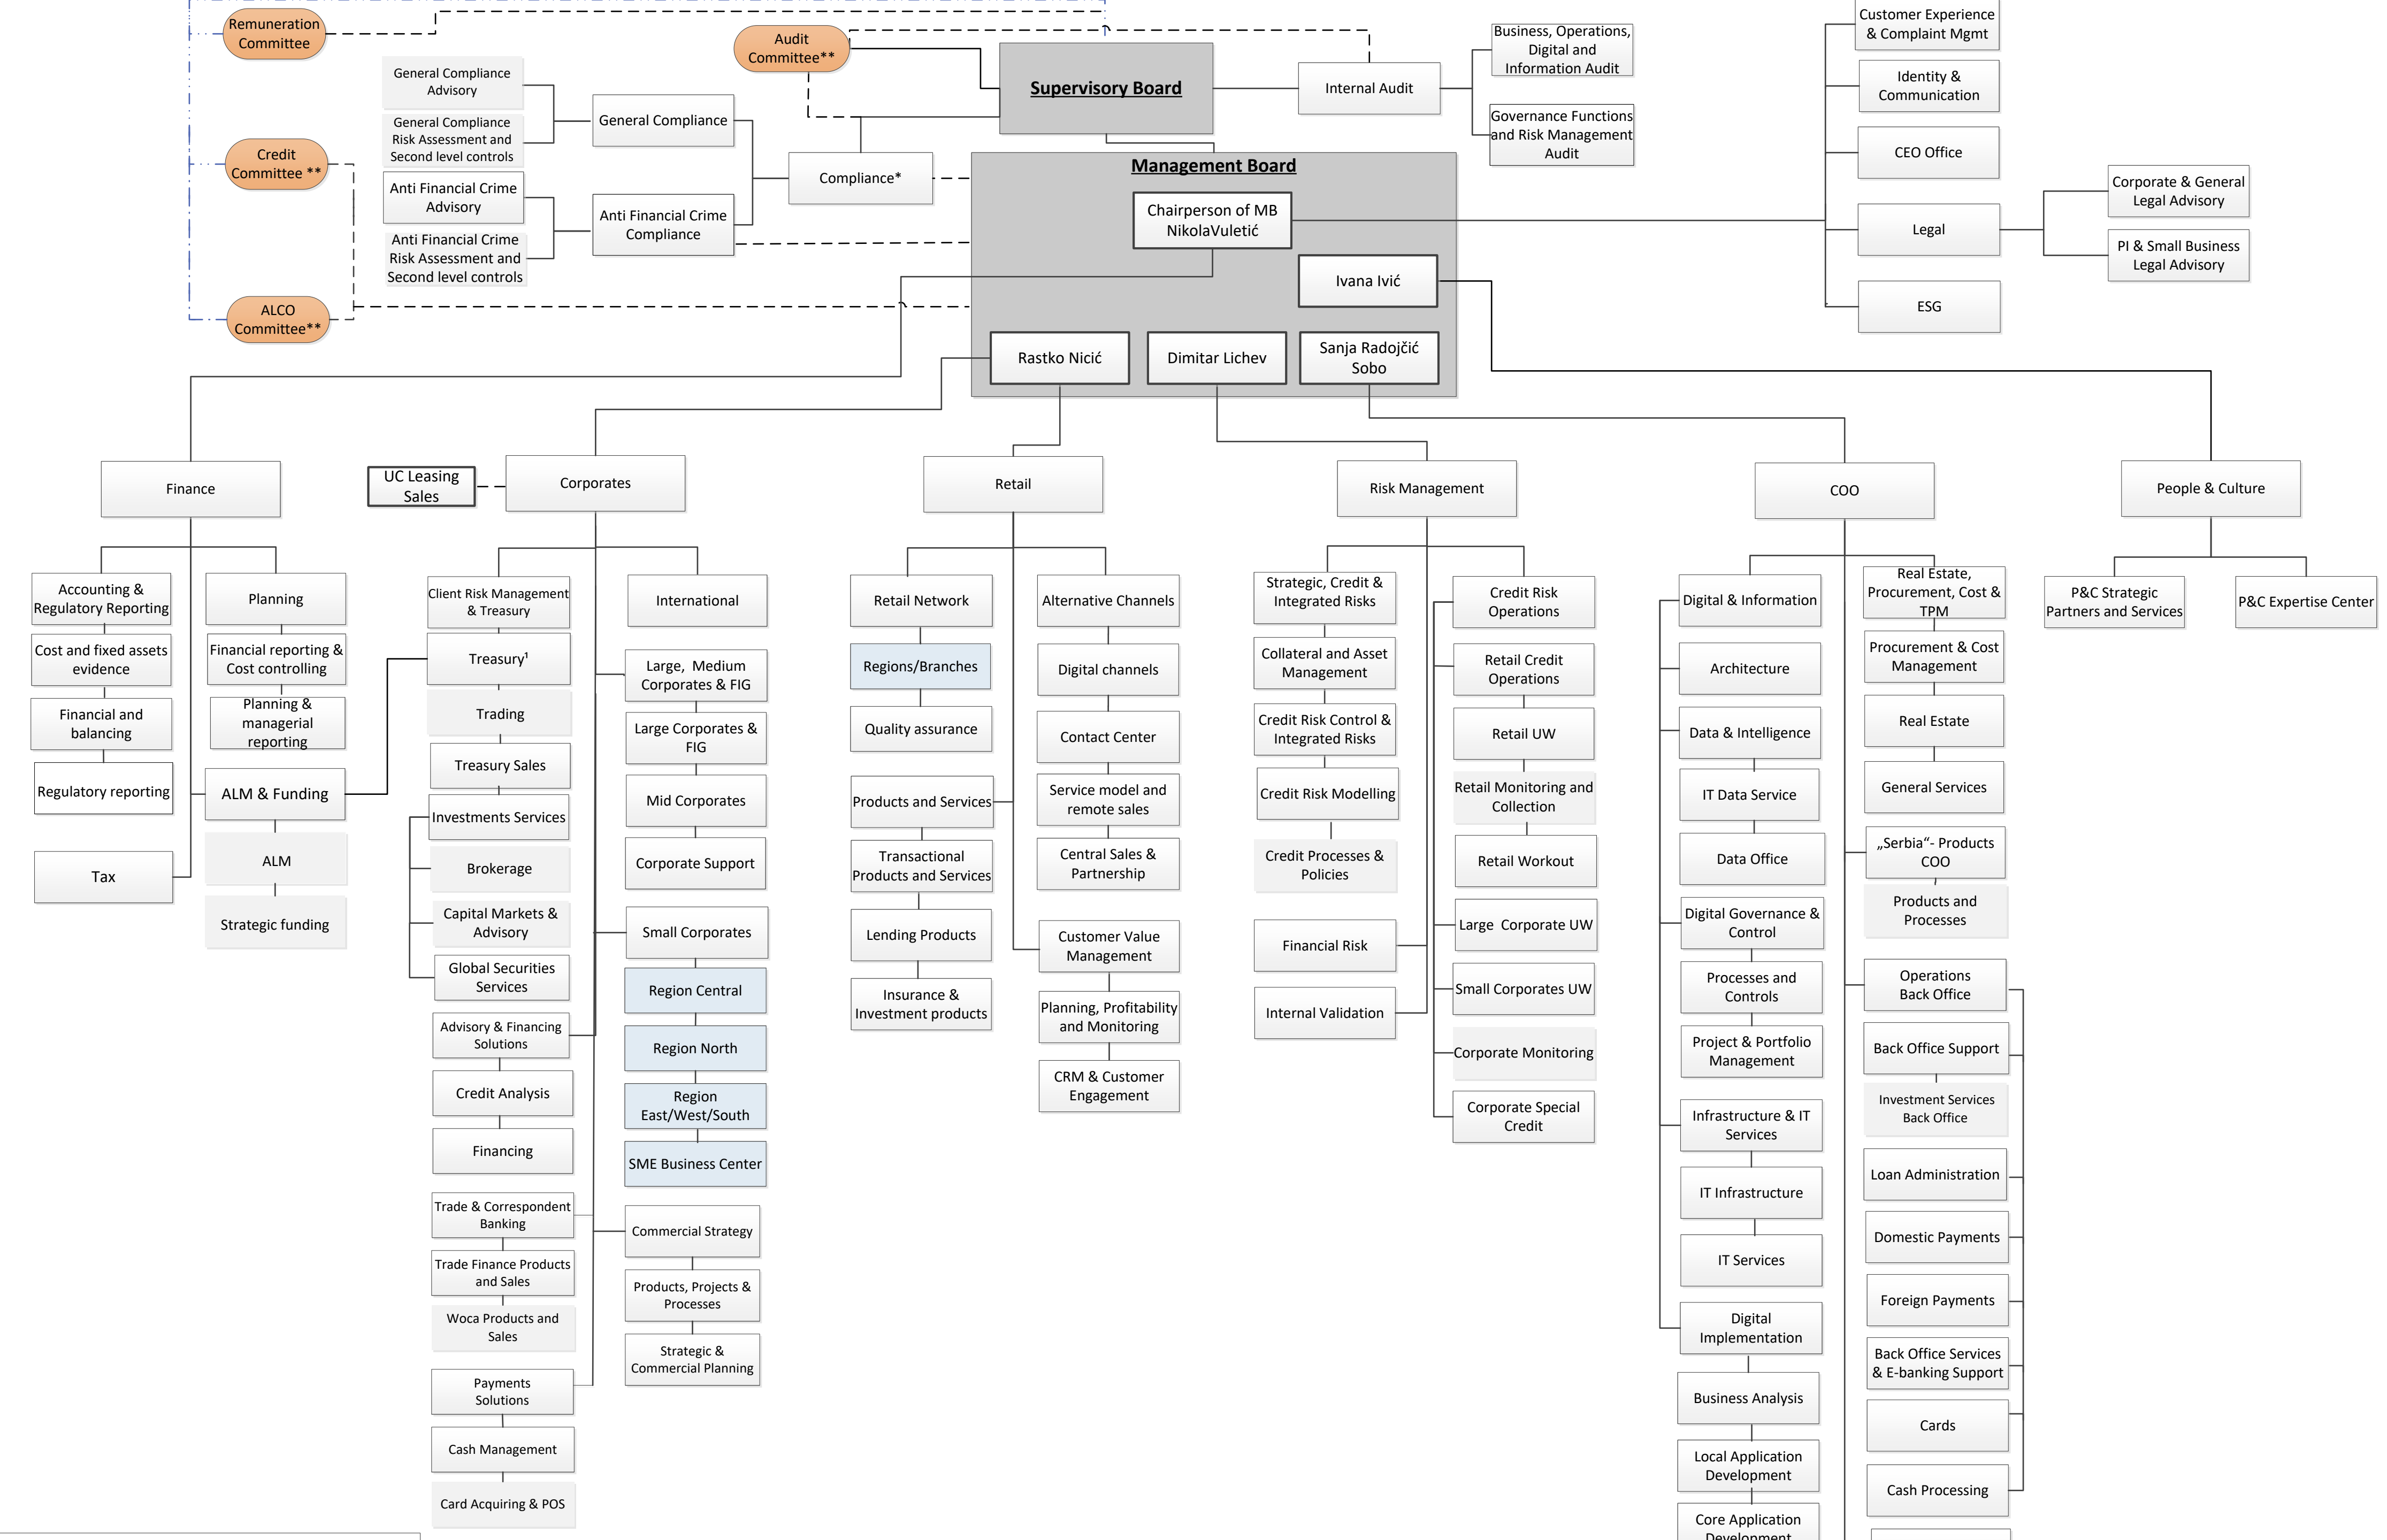 Remuneration
Committee
Audit
Committee**
Credit
Committee **
ALCO
Committee**
General Compliance
Advisory
General Compliance
Risk Assessment and
Second level controls
Anti Financial Crime
Advisory
Anti Financial Crime
Risk Assessment and
Second level controls
General Compliance
Anti Financial Crime
Compliance
Compliance*
Supervisory Board
Internal Audit
Business, Operations,
Digital and
Information Audit
Governance Functions
and Risk Management
Audit
Management Board
Chairperson of MB
NikolaVuletić
Ivana Ivić
Rastko Nicić
Dimitar Lichev
Sanja Radojčić
Sobo
Customer Experience
& Complaint Mgmt
Identity &
Communication
CEO Office
Legal
ESG
Corporate & General
Legal Advisory
PI & Small Business
Legal Advisory
Finance
Accounting &
Regulatory Reporting
Cost and fixed assets
evidence
Financial and
balancing
Regulatory reporting
Tax
Planning
Financial reporting &
Cost controlling
Planning &
managerial
reporting
ALM & Funding
ALM
Strategic funding
UC Leasing
Sales
Corporates
Client Risk Management
& Treasury
Treasury¹
Trading
Treasury Sales
Investments Services
Brokerage
Capital Markets &
Advisory
Global Securities
Services
Advisory & Financing
Solutions
Credit Analysis
Financing
Trade & Correspondent
Banking
Trade Finance Products
and Sales
Woca Products and
Sales
Payments
Solutions
Cash Management
Card Acquiring & POS
International
Large, Medium
Corporates & FIG
Large Corporates &
FIG
Mid Corporates
Corporate Support
Small Corporates
Region Central
Region North
Region
East/West/South
SME Business Center
Commercial Strategy
Products, Projects &
Processes
Strategic &
Commercial Planning
Retail
Retail Network
Regions/Branches
Quality assurance
Products and Services
Transactional
Products and Services
Lending Products
Insurance &
Investment products
Alternative Channels
Digital channels
Contact Center
Service model and
remote sales
Central Sales &
Partnership
Customer Value
Management
Planning, Profitability
and Monitoring
CRM & Customer
Engagement
Risk Management
Strategic, Credit &
Integrated Risks
Collateral and Asset
Management
Credit Risk Control &
Integrated Risks
Credit Risk Modelling
Credit Processes &
Policies
Financial Risk
Internal Validation
Credit Risk
Operations
Retail Credit
Operations
Retail UW
Retail Monitoring and
Collection
Retail Workout
Large Corporate UW
Small Corporates UW
Corporate Monitoring
Corporate Special
Credit
COO
Digital & Information
Architecture
Data & Intelligence
IT Data Service
Data Office
Digital Governance &
Control
Processes and
Controls
Project & Portfolio
Management
Infrastructure & IT
Services
IT Infrastructure
IT Services
Digital
Implementation
Business Analysis
Local Application
Development
Core Application
Development
Real Estate,
Procurement, Cost &
TPM
Procurement & Cost
Management
Real Estate
General Services
„Serbia“- Products
COO
Products and
Processes
Operations
Back Office
Back Office Support
Investment Services
Back Office
Loan Administration
Domestic Payments
Foreign Payments
Back Office Services
& E-banking Support
Cards
Cash Processing
People & Culture
P&C Strategic
Partners and Services
P&C Expertise Center